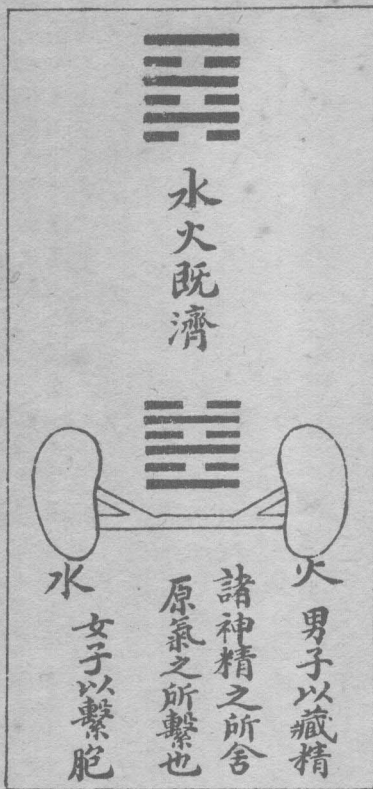 水火既濟
火
水
男子以藏精
諸神精之所舍
原氣之所繫也
女子以繫胞